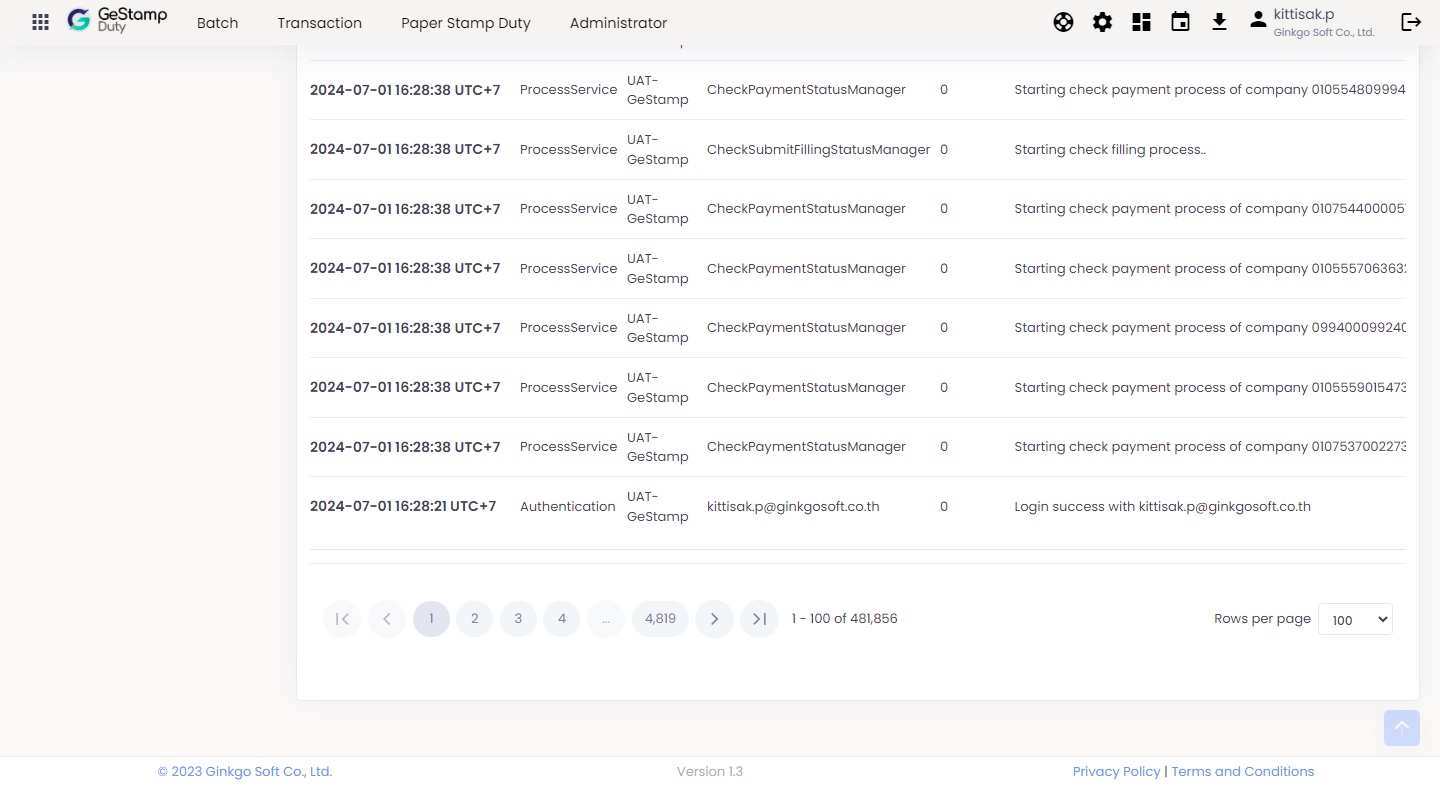 GeStamp
Duty
Batch
Transaction
Paper Stamp Duty
Administrator
kittisak.p
Ginkgo Soft Co., Ltd.
2024-07-01 16:28:38 UTC+7 ProcessService UAT-
GeStamp CheckPaymentStatusManager 0 Starting check payment process of company 010554809994
2024-07-01 16:28:38 UTC+7 ProcessService UAT-
GeStamp CheckSubmitFillingStatusManager 0 Starting check filling process..
2024-07-01 16:28:38 UTC+7 ProcessService UAT-
GeStamp CheckPaymentStatusManager 0 Starting check payment process of company 010754400005
2024-07-01 16:28:38 UTC+7 ProcessService UAT-
GeStamp CheckPaymentStatusManager 0 Starting check payment process of company 010555706363
2024-07-01 16:28:38 UTC+7 ProcessService UAT-
GeStamp CheckPaymentStatusManager 0 Starting check payment process of company 099400099240
2024-07-01 16:28:38 UTC+7 ProcessService UAT-
GeStamp CheckPaymentStatusManager 0 Starting check payment process of company 0105559015473
2024-07-01 16:28:38 UTC+7 ProcessService UAT-
GeStamp CheckPaymentStatusManager 0 Starting check payment process of company 0107537002273
2024-07-01 16:28:21 UTC+7 Authentication UAT-
GeStamp kittisak.p@ginkgosoft.co.th 0 Login success with kittisak.p@ginkgosoft.co.th
1 2 3 4 ... 4,819 1 - 100 of 481,856 Rows per page 100
© 2023 Ginkgo Soft Co., Ltd. Version 1.3 Privacy Policy | Terms and Conditions